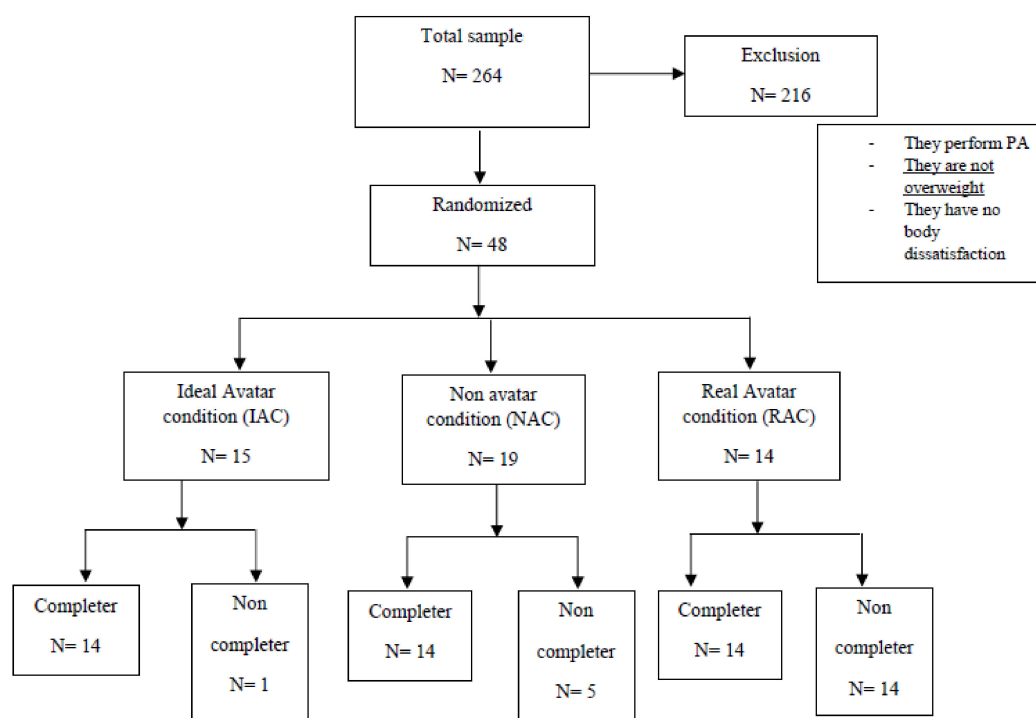 Total sample
N= 264
Exclusion
N= 216
- They perform PA
- They are not
overweight
- They have no
body
dissatisfaction
Randomized
N= 48
Ideal Avatar
condition (IAC)
N= 15
Non avatar
condition (NAC)
N= 19
Real Avatar
condition (RAC)
N= 14
Completer
N= 14
Non
completer
N= 1
Completer
N= 14
Non
completer
N= 5
Completer
N= 14
Non
completer
N= 14